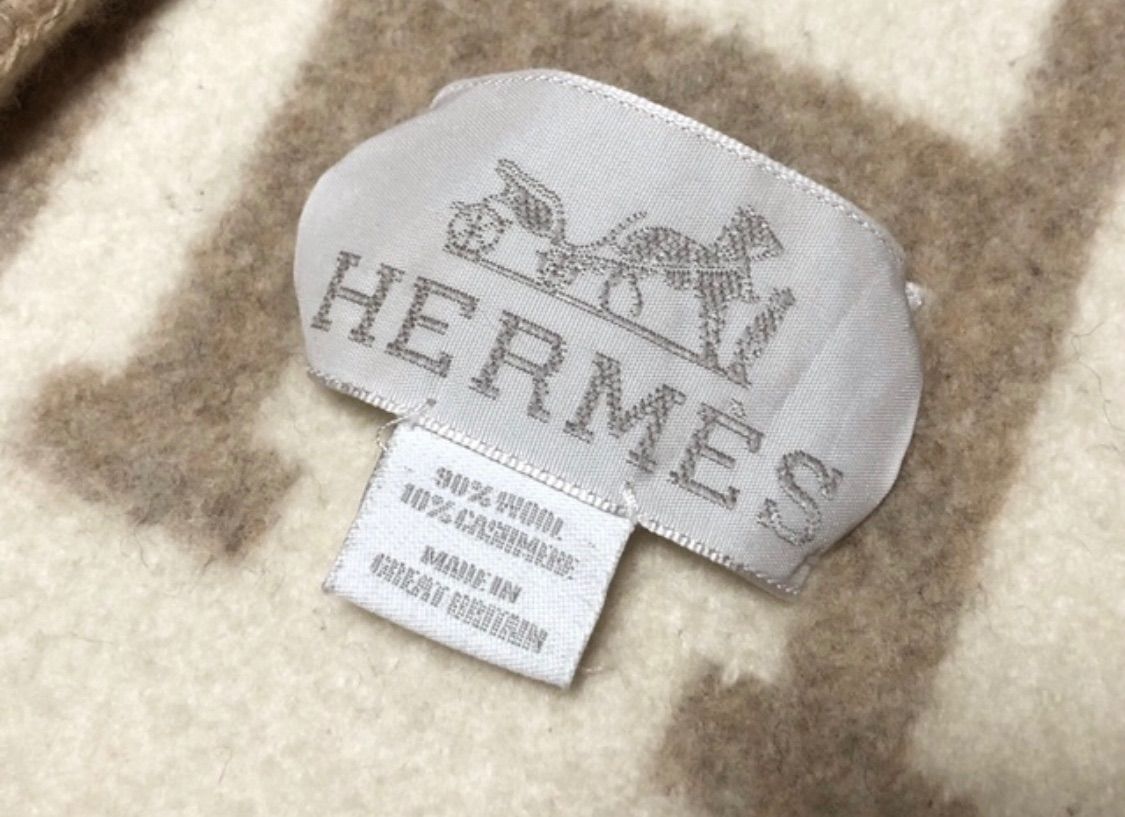 HERMÈS
90% WOOL
10% CASHMERE
MADE IN
GREAT BRITAIN